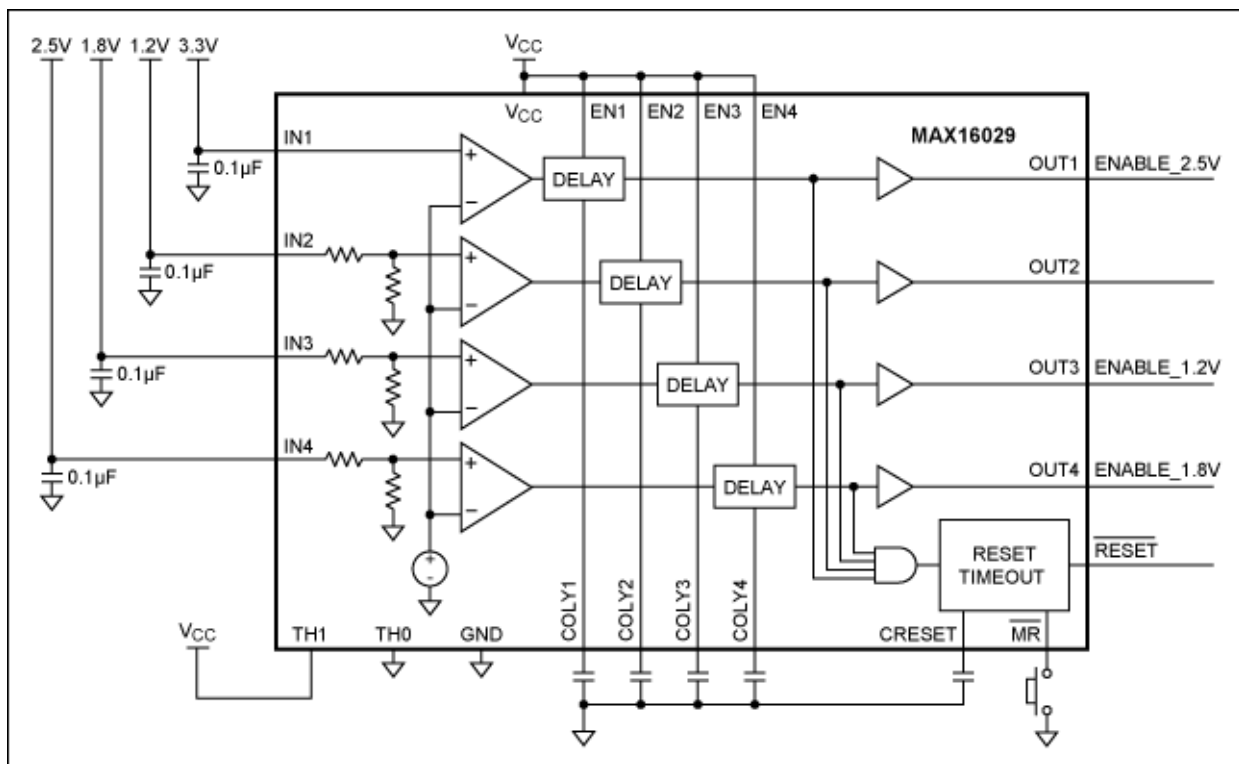 2.5V 1.8V 1.2V 3.3V
VCC
VCC EN1 EN2 EN3 EN4
MAX16029
IN1
0.1µF
DELAY
OUT1 ENABLE_2.5V
IN2
0.1µF
DELAY
OUT2
IN3
0.1µF
DELAY
OUT3 ENABLE_1.2V
IN4
0.1µF
DELAY
OUT4 ENABLE_1.8V
RESET TIMEOUT
RESET
+
−
+
−
+
−
+
−
+
-
COLY1 COLY2 COLY3 COLY4
VCC
TH1 TH0 GND
CRESET MR